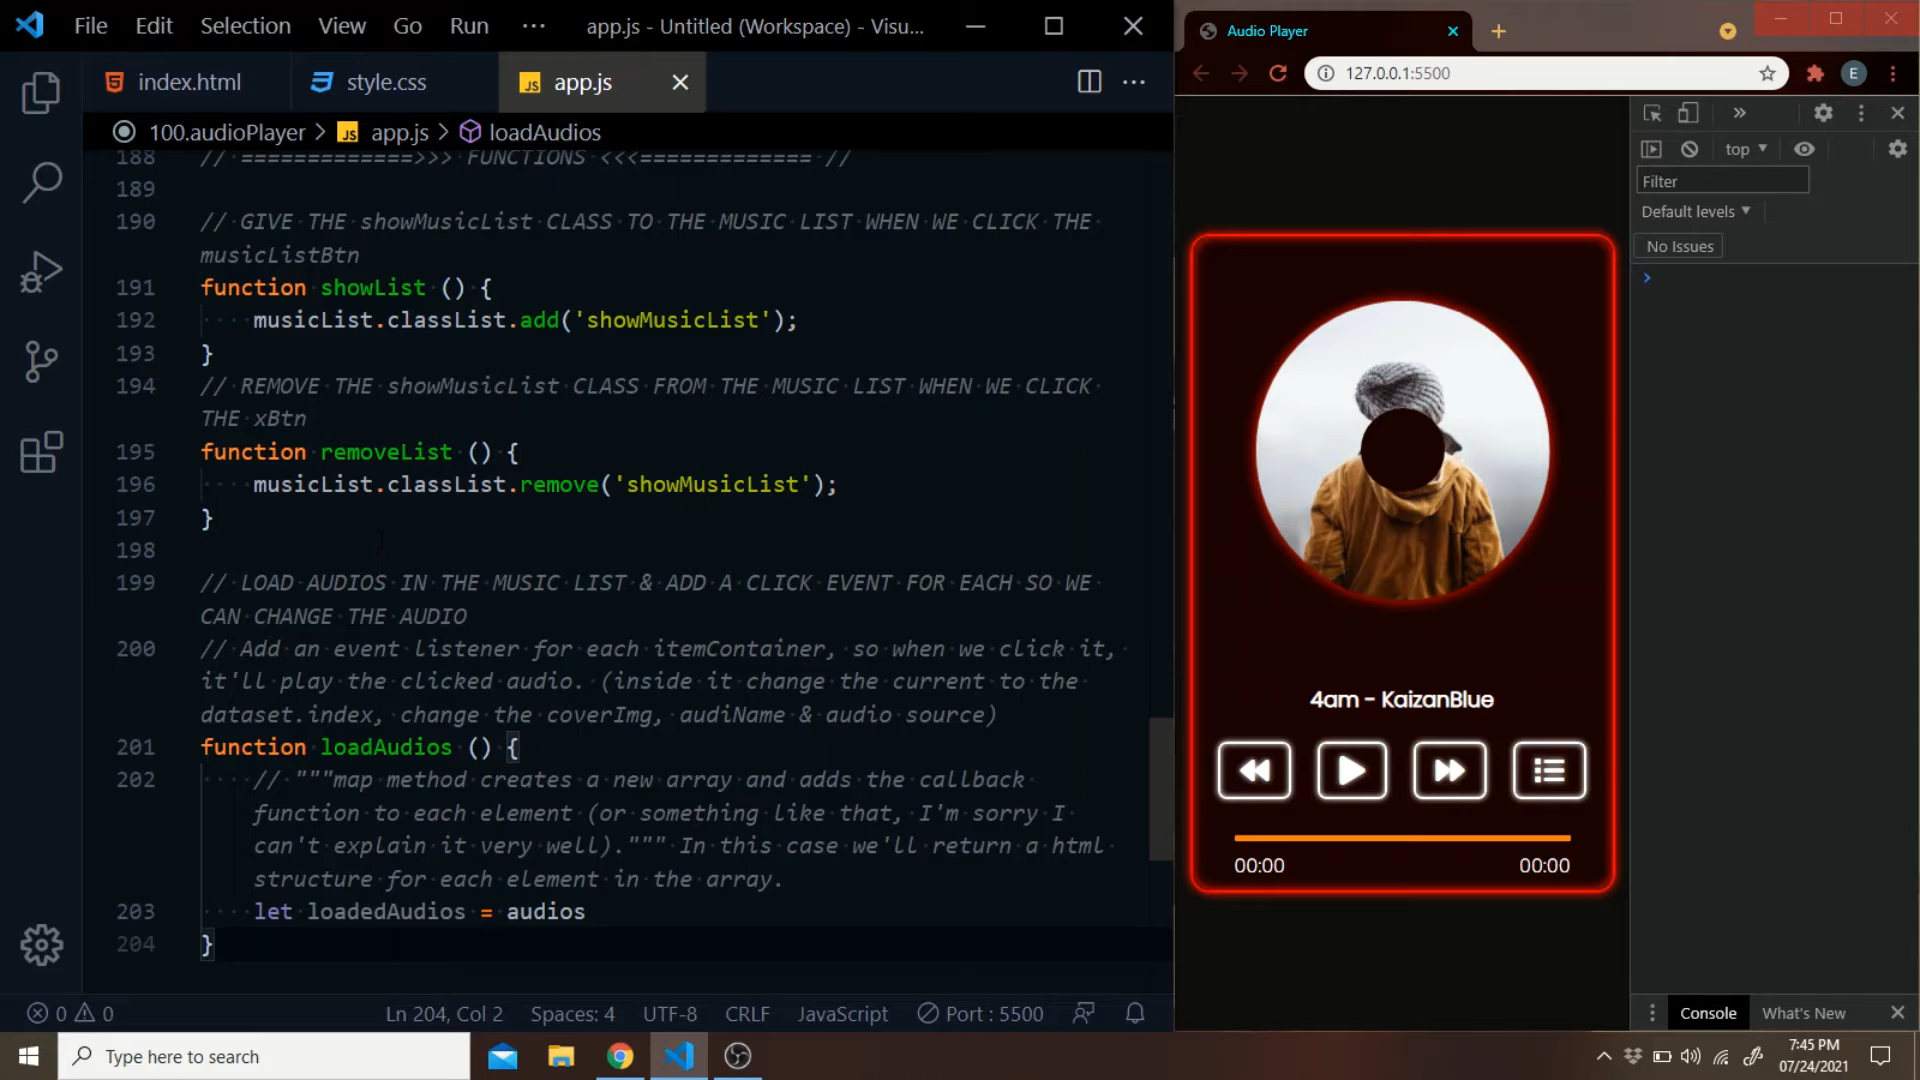 File Edit Selection View Go Run ··· app.js - Untitled (Workspace) - Visu...
index.html style.css JS app.js
100.audioPlayer > JS app.js > loadAudios
188 // =============>>> FUNCTIONS <<<============= //
189
190 // GIVE THE showMusicList CLASS TO THE MUSIC LIST WHEN WE CLICK THE
musicListBtn
191 function showList () {
192 musicList.classList.add('showMusicList');
193 }
194 // REMOVE THE showMusicList CLASS FROM THE MUSIC LIST WHEN WE CLICK
THE xBtn
195 function removeList () {
196 musicList.classList.remove('showMusicList');
197 }
198
199 // LOAD AUDIOS IN THE MUSIC LIST & ADD A CLICK EVENT FOR EACH SO WE
CAN CHANGE THE AUDIO
200 // Add an event listener for each itemContainer, so when we click it,
it'll play the clicked audio. (inside it change the current to the
dataset.index, change the coverImg, audiName & audio source)
201 function loadAudios () {
202 // """map method creates a new array and adds the callback
function to each element (or something like that, I'm sorry I
can't explain it very well).""" In this case we'll return a html
structure for each element in the array.
203 let loadedAudios = audios
204 }
0 0 Ln 204, Col 2 Spaces: 4 UTF-8 CRLF JavaScript Port : 5500
Audio Player
127.0.0.1:5500 E
top
Filter
Default levels
No Issues
4am - KaizanBlue
00:00 00:00
Console What's New
Type here to search
7:45 PM
07/24/2021